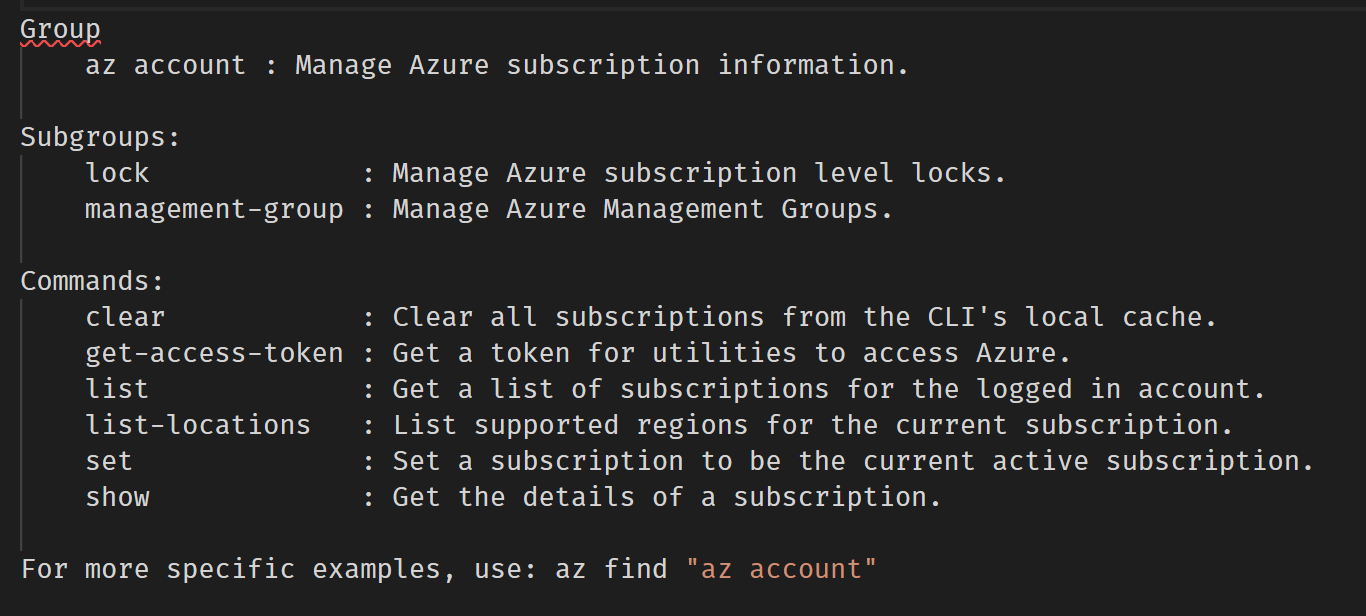 Group
    az account : Manage Azure subscription information.
Subgroups:
    lock             : Manage Azure subscription level locks.
    management-group : Manage Azure Management Groups.
Commands:
    clear            : Clear all subscriptions from the CLI's local cache.
    get-access-token : Get a token for utilities to access Azure.
    list             : Get a list of subscriptions for the logged in account.
    list-locations   : List supported regions for the current subscription.
    set              : Set a subscription to be the current active subscription.
    show             : Get the details of a subscription.
For more specific examples, use: az find "az account"